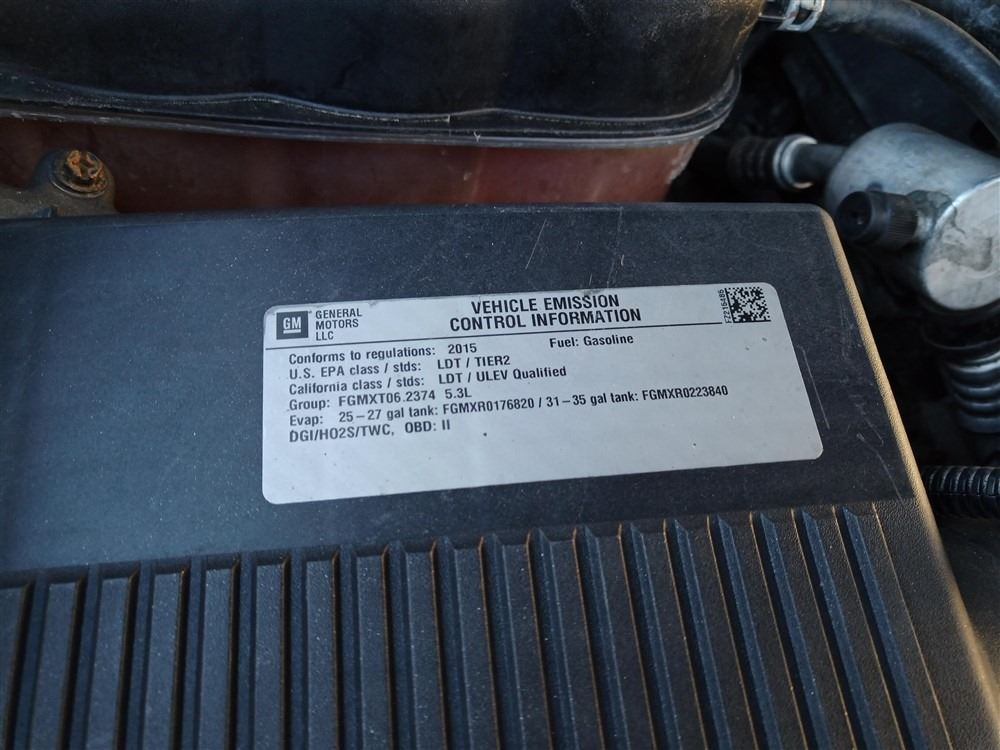 GM
GENERAL
MOTORS
LLC
VEHICLE EMISSION
CONTROL INFORMATION
FZ215486
Conforms to regulations: 2015 Fuel: Gasoline
U.S. EPA class / stds: LDT / TIER2
California class / stds: LDT / ULEV Qualified
Group: FGMXT06.2374 5.3L
Evap: 25-27 gal tank: FGMXR0176820 / 31-35 gal tank: FGMXR0223840
DGI/HO2S/TWC, OBD: II